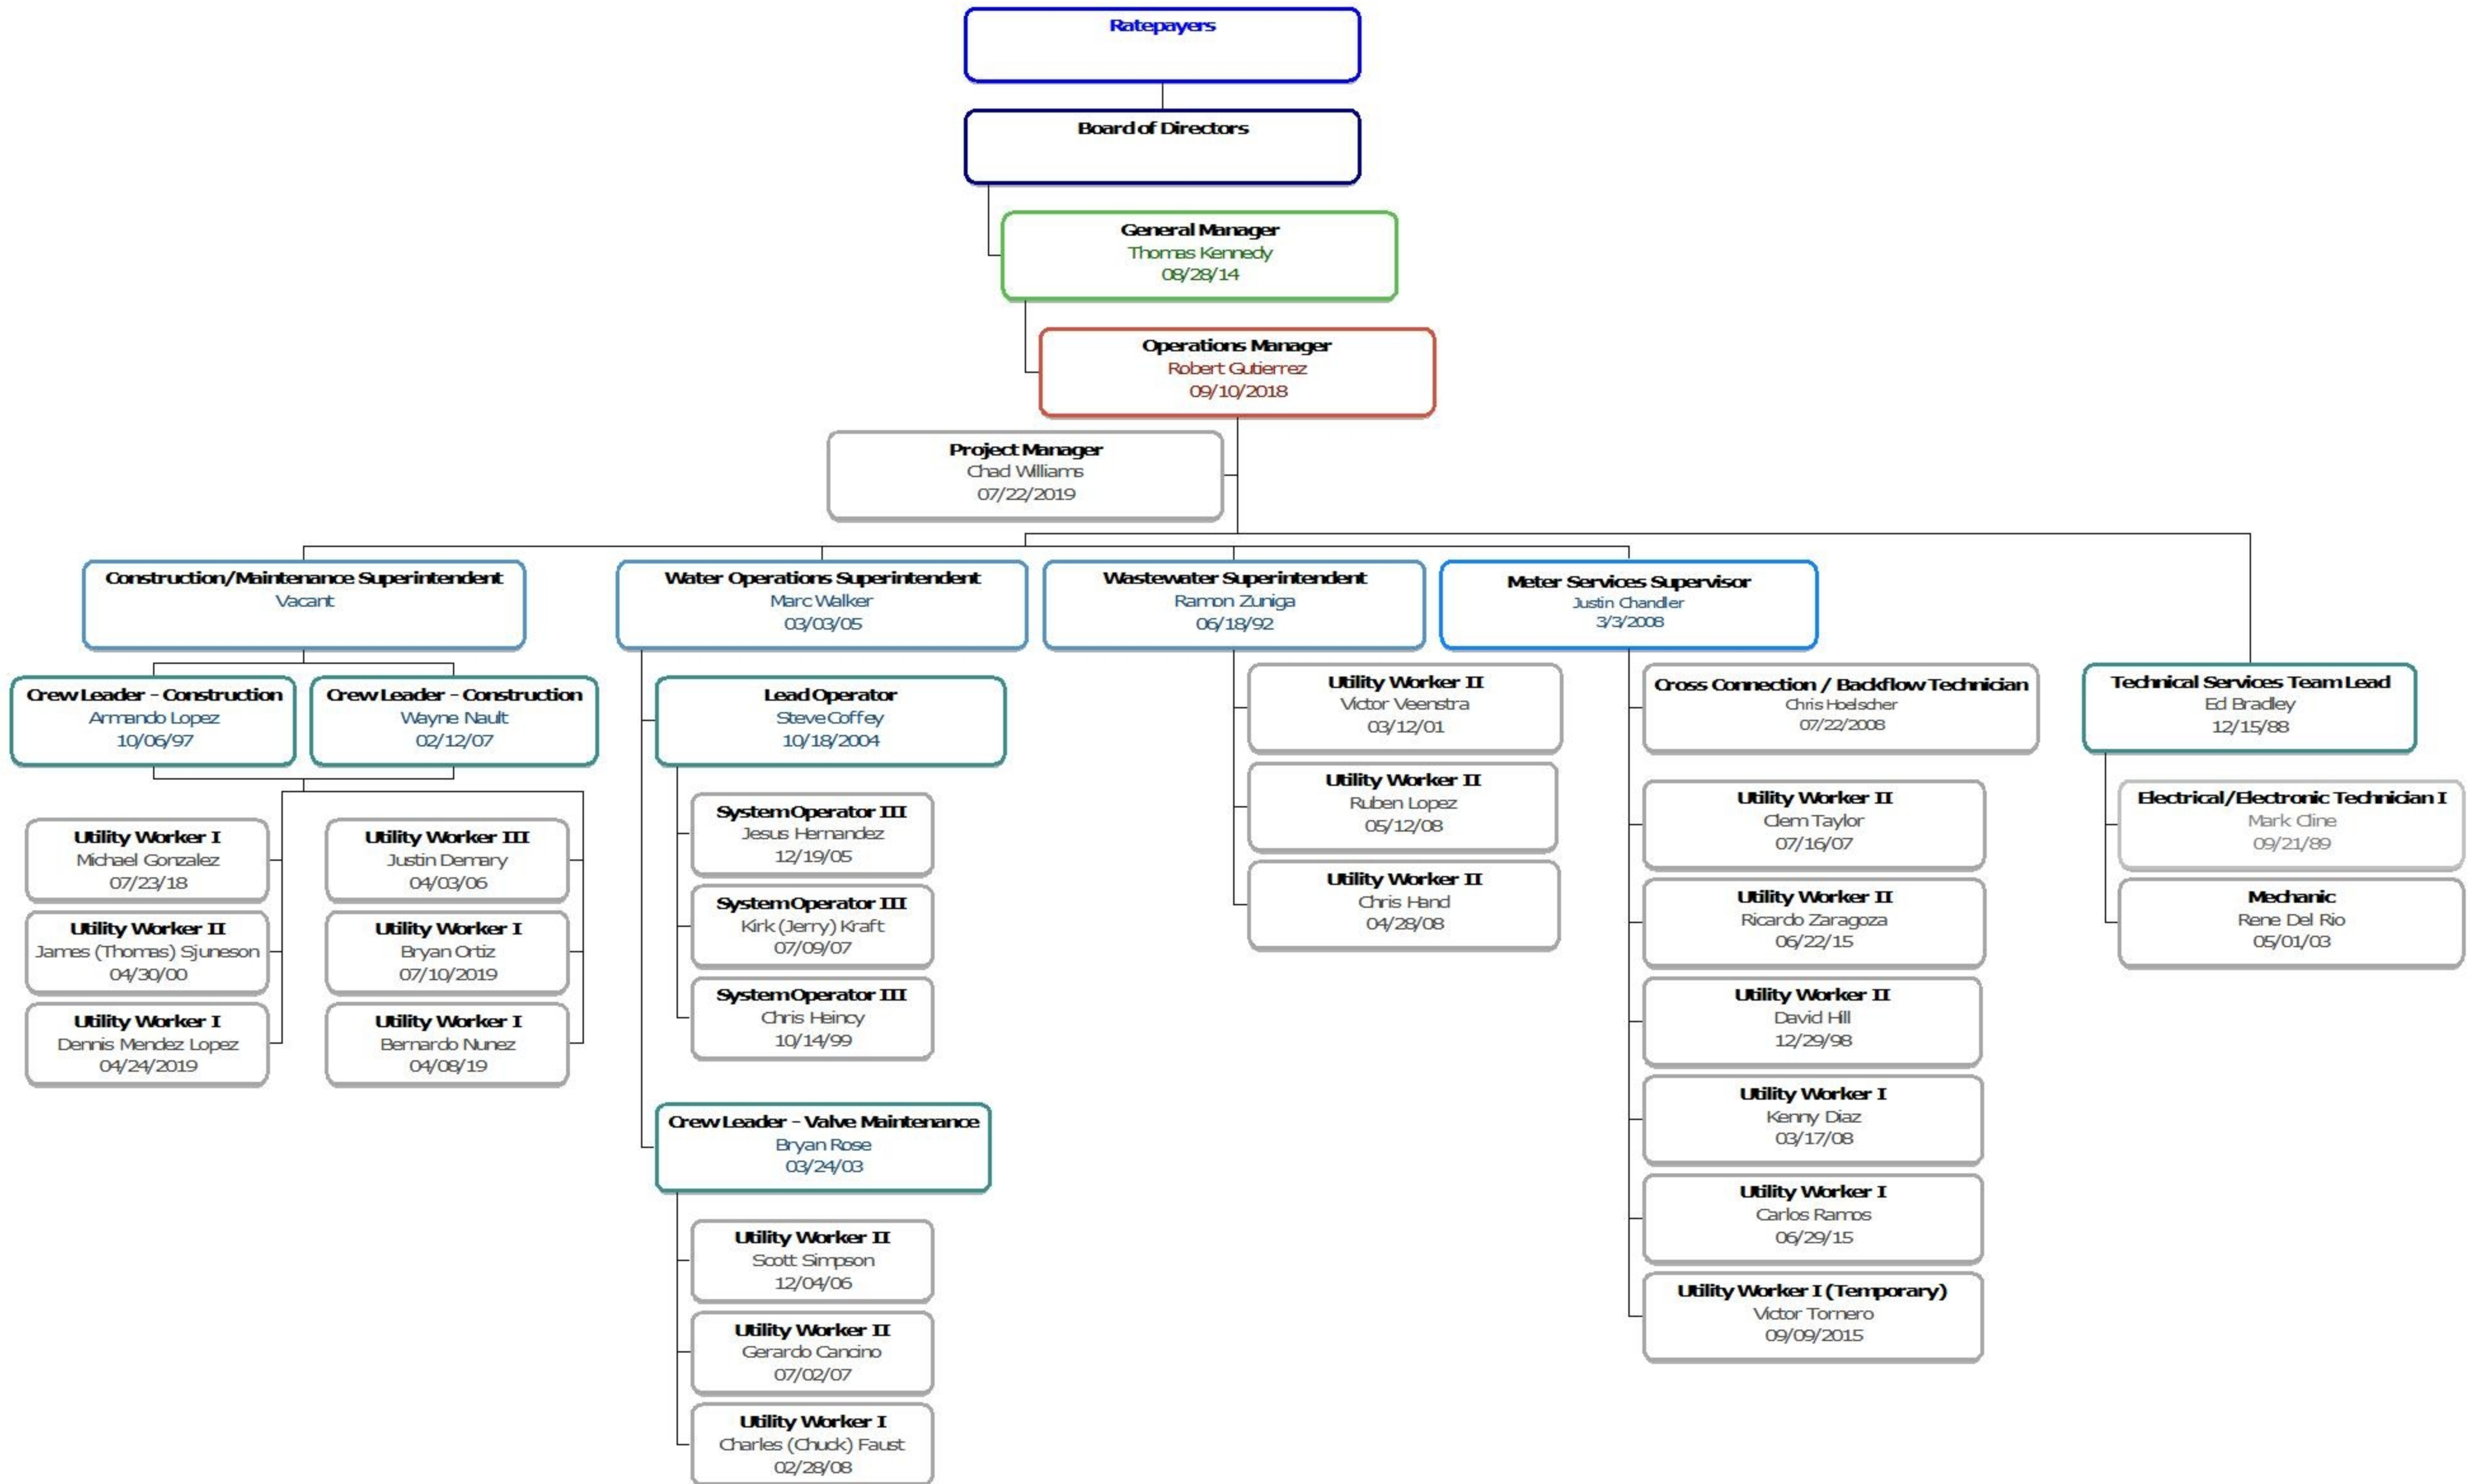 Ratepayers
Board of Directors
General Manager
Thomas Kennedy
08/28/14
Operations Manager
Robert Gutierrez
09/10/2018
Project Manager
Chad Williams
07/22/2019
Construction/Maintenance Superintendent
Vacant
Water Operations Superintendent
Marc Walker
03/03/05
Wastewater Superintendent
Ramon Zuniga
06/18/92
Meter Services Supervisor
Justin Chandler
3/3/2008
Crew Leader - Construction
Armando Lopez
10/06/97
Crew Leader - Construction
Wayne Nault
02/12/07
Utility Worker I
Michael Gonzalez
07/23/18
Utility Worker II
James (Thomas) Sjuneson
04/30/00
Utility Worker I
Dennis Mendez Lopez
04/24/2019
Utility Worker III
Justin Demary
04/03/06
Utility Worker I
Bryan Ortiz
07/10/2019
Utility Worker I
Bernardo Nunez
04/08/19
Lead Operator
Steve Coffey
10/18/2004
System Operator III
Jesus Hernandez
12/19/05
System Operator III
Kirk (Jerry) Kraft
07/09/07
System Operator III
Chris Heincy
10/14/99
Crew Leader - Valve Maintenance
Bryan Rose
03/24/03
Utility Worker II
Scott Simpson
12/04/06
Utility Worker II
Gerardo Cancino
07/02/07
Utility Worker I
Charles (Chuck) Faust
02/28/08
Utility Worker II
Victor Veenstra
03/12/01
Utility Worker II
Ruben Lopez
05/12/08
Utility Worker II
Chris Hand
04/28/08
Cross Connection / Backflow Technician
Chris Hoelscher
07/22/2008
Utility Worker II
Clem Taylor
07/16/07
Utility Worker II
Ricardo Zaragoza
06/22/15
Utility Worker II
David Hill
12/29/98
Utility Worker I
Kenny Diaz
03/17/08
Utility Worker I
Carlos Ramos
06/29/15
Utility Worker I (Temporary)
Victor Tornero
09/09/2015
Technical Services Team Lead
Ed Bradley
12/15/88
Electrical/Electronic Technician I
Mark Cline
09/21/89
Mechanic
Rene Del Rio
05/01/03